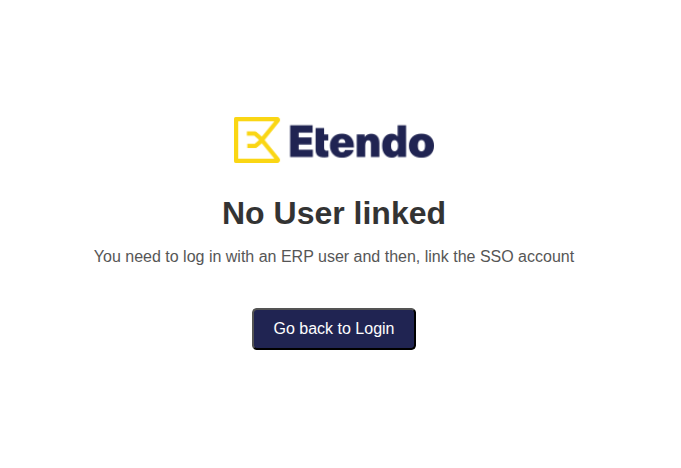 Etendo
No User linked
You need to log in with an ERP user and then, link the SSO account
Go back to Login